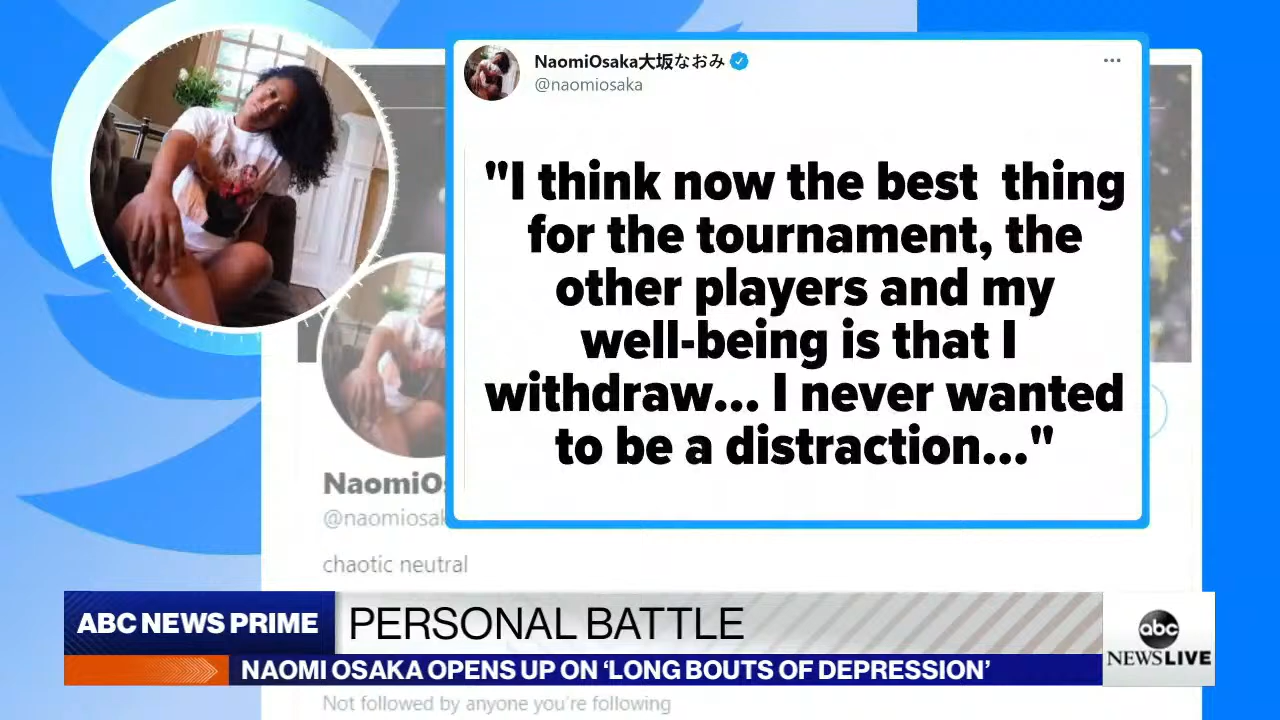 NaomiOsaka大坂なおみ
@naomiosaka
"I think now the best thing
for the tournament, the
other players and my
well-being is that I
withdraw... I never wanted
to be a distraction..."
NaomiO
@naomiosak
chaotic neutral
ABC NEWS PRIME
PERSONAL BATTLE
NAOMI OSAKA OPENS UP ON ‘LONG BOUTS OF DEPRESSION’
abc
NEWSLIVE
Not followed by anyone you're following